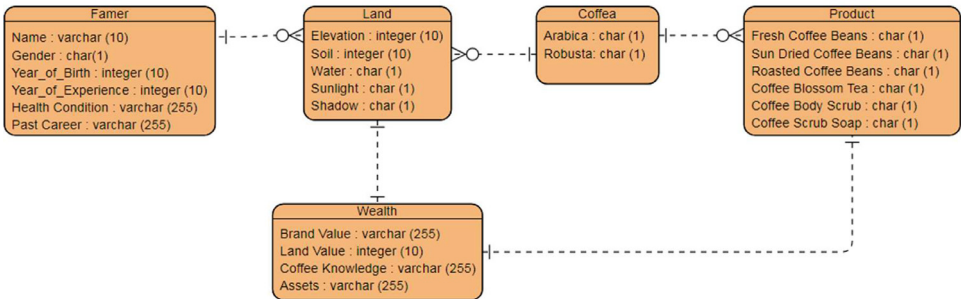 Famer
Name : varchar (10)
Gender : char(1)
Year_of_Birth : integer (10)
Year_of_Experience : integer (10)
Health Condition : varchar (255)
Past Career : varchar (255)
Land
Elevation : integer (10)
Soil : integer (10)
Water : char (1)
Sunlight : char (1)
Shadow : char (1)
Coffea
Arabica : char (1)
Robusta: char (1)
Product
Fresh Coffee Beans : char (1)
Sun Dried Coffee Beans : char (1)
Roasted Coffee Beans : char (1)
Coffee Blossom Tea : char (1)
Coffee Body Scrub : char (1)
Coffee Scrub Soap : char (1)
Wealth
Brand Value : varchar (255)
Land Value : integer (10)
Coffee Knowledge : varchar (255)
Assets : varchar (255)